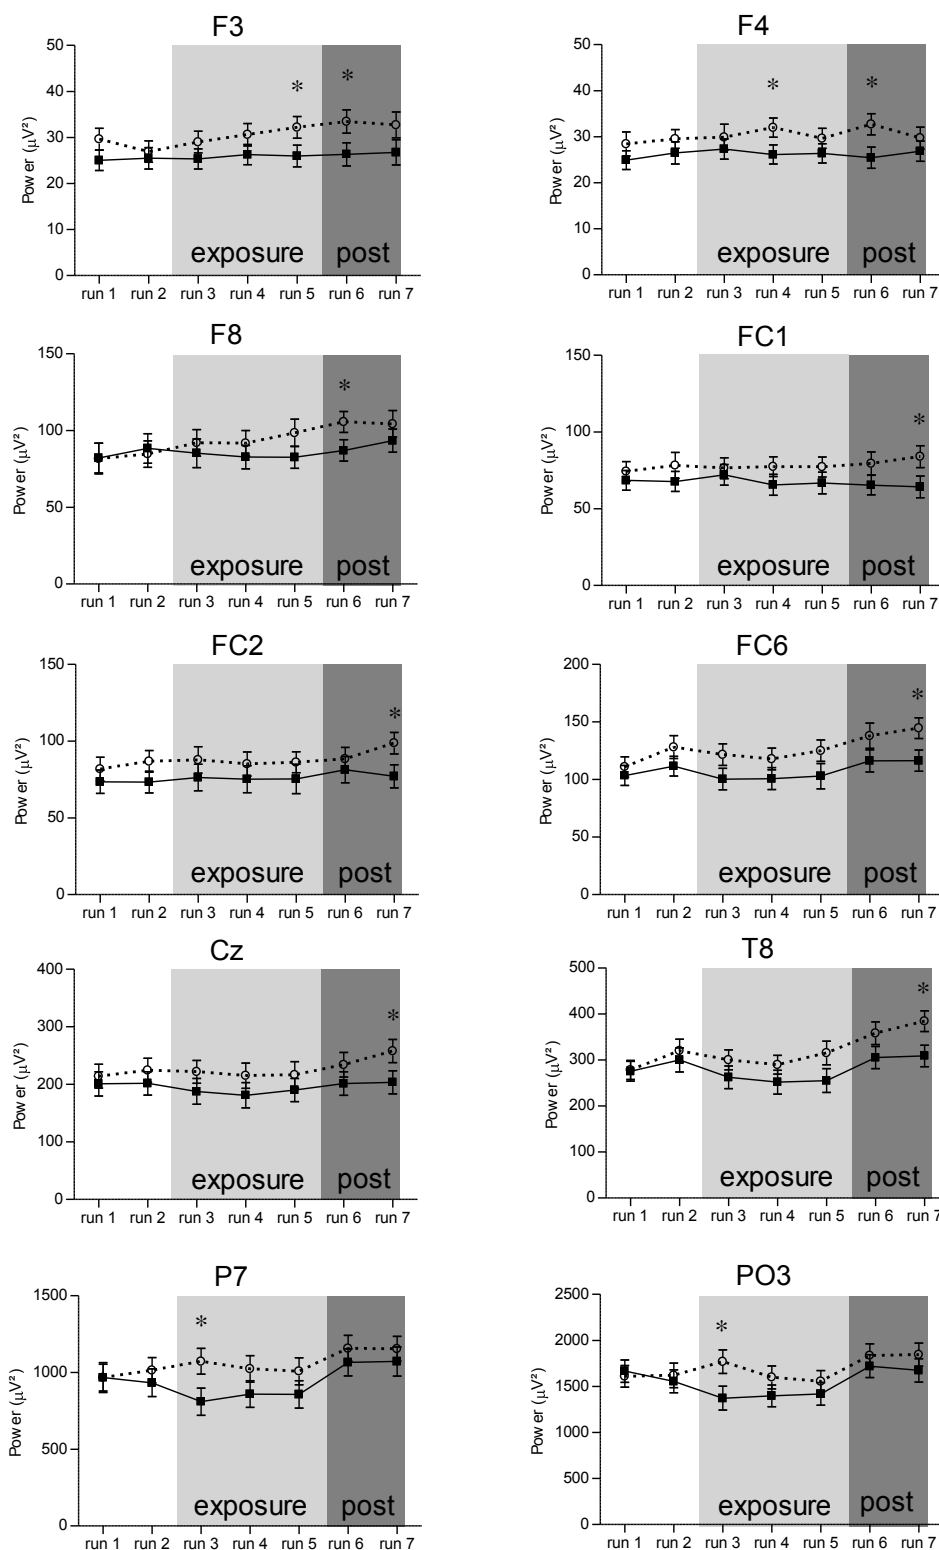 F3
F4
50
40
30
20
10
0
Power (µV²)
*
*
exposure
post
run 1 run 2 run 3 run 4 run 5 run 6 run 7
50
40
30
20
10
0
Power (µV²)
*
*
exposure
post
run 1 run 2 run 3 run 4 run 5 run 6 run 7
F8
FC1
150
100
50
0
Power (µV²)
*
exposure
post
run 1 run 2 run 3 run 4 run 5 run 6 run 7
150
100
50
0
Power (µV²)
*
exposure
post
run 1 run 2 run 3 run 4 run 5 run 6 run 7
FC2
FC6
150
100
50
0
Power (µV²)
*
exposure
post
run 1 run 2 run 3 run 4 run 5 run 6 run 7
200
150
100
50
0
Power (µV²)
*
exposure
post
run 1 run 2 run 3 run 4 run 5 run 6 run 7
Cz
T8
400
300
200
100
0
Power (µV²)
*
exposure
post
run 1 run 2 run 3 run 4 run 5 run 6 run 7
500
400
300
200
100
0
Power (µV²)
*
exposure
post
run 1 run 2 run 3 run 4 run 5 run 6 run 7
P7
PO3
1500
1000
500
0
Power (µV²)
*
exposure
post
run 1 run 2 run 3 run 4 run 5 run 6 run 7
2500
2000
1500
1000
500
0
Power (µV²)
*
exposure
post
run 1 run 2 run 3 run 4 run 5 run 6 run 7